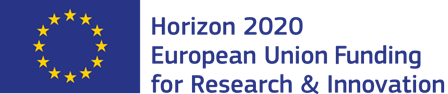 Horizon 2020
European Union Funding
for Research & Innovation